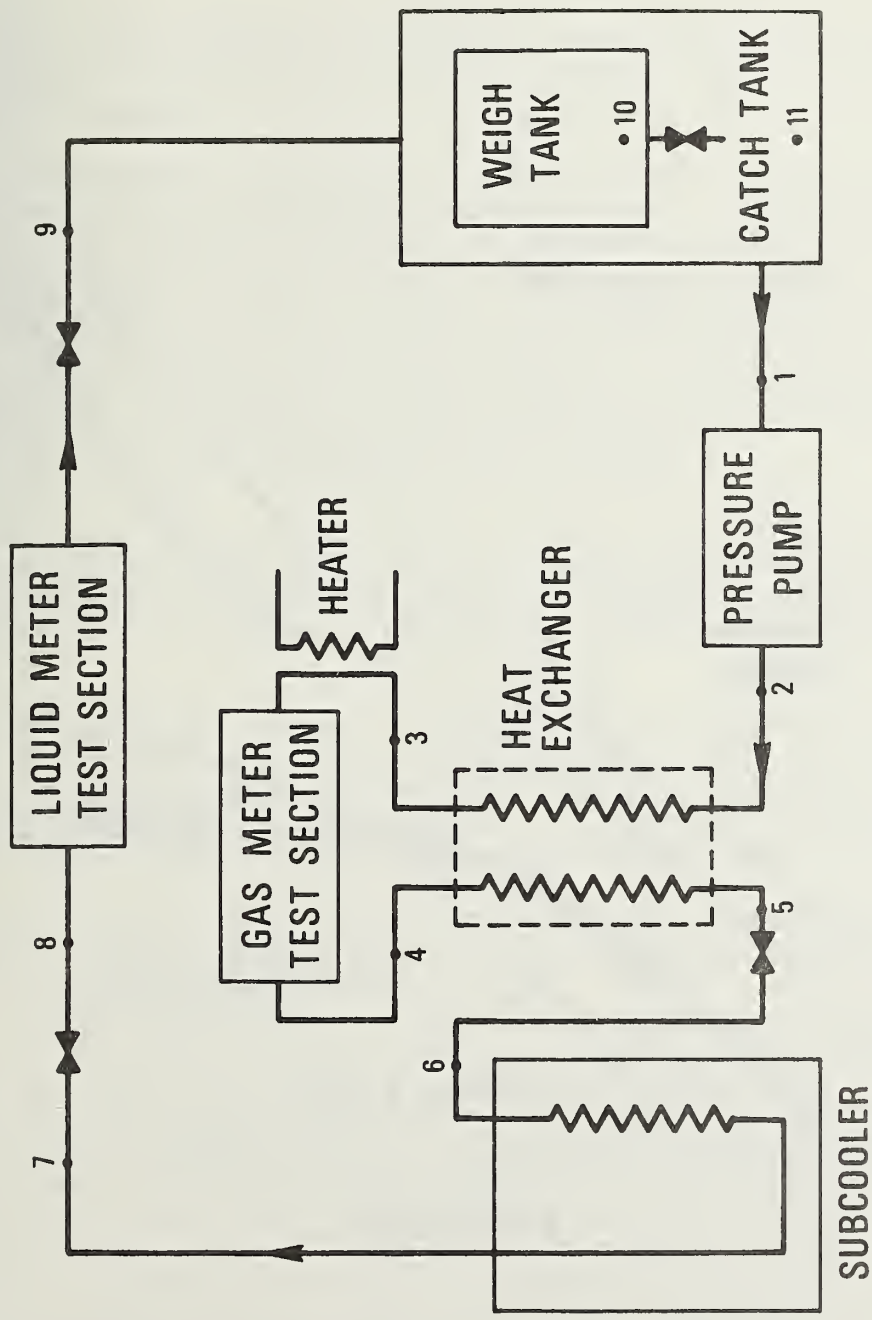 7
8
LIQUID METER
TEST SECTION
9
GAS METER
TEST SECTION
HEATER
4
3
6
HEAT
EXCHANGER
5
2
PRESSURE
PUMP
1
WEIGH
TANK
10
CATCH TANK
11
SUBCOOLER